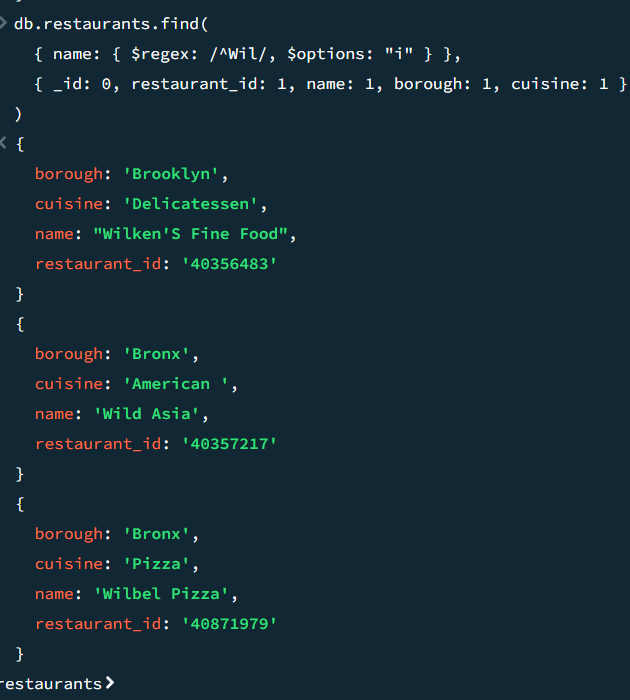 db.restaurants.find(
{ name: { $regex: /^Wil/, $options: "i" } },
{ _id: 0, restaurant_id: 1, name: 1, borough: 1, cuisine: 1 }
)
{
borough: 'Brooklyn',
cuisine: 'Delicatessen',
name: "Wilken'S Fine Food",
restaurant_id: '40356483'
}
{
borough: 'Bronx',
cuisine: 'American ',
name: 'Wild Asia',
restaurant_id: '40357217'
}
{
borough: 'Bronx',
cuisine: 'Pizza',
name: 'Wilbel Pizza',
restaurant_id: '40871979'
}
restaurants>